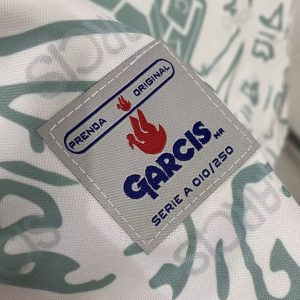 PRENDA ORIGINAL
GARCIS MR
SERIE A 010/250